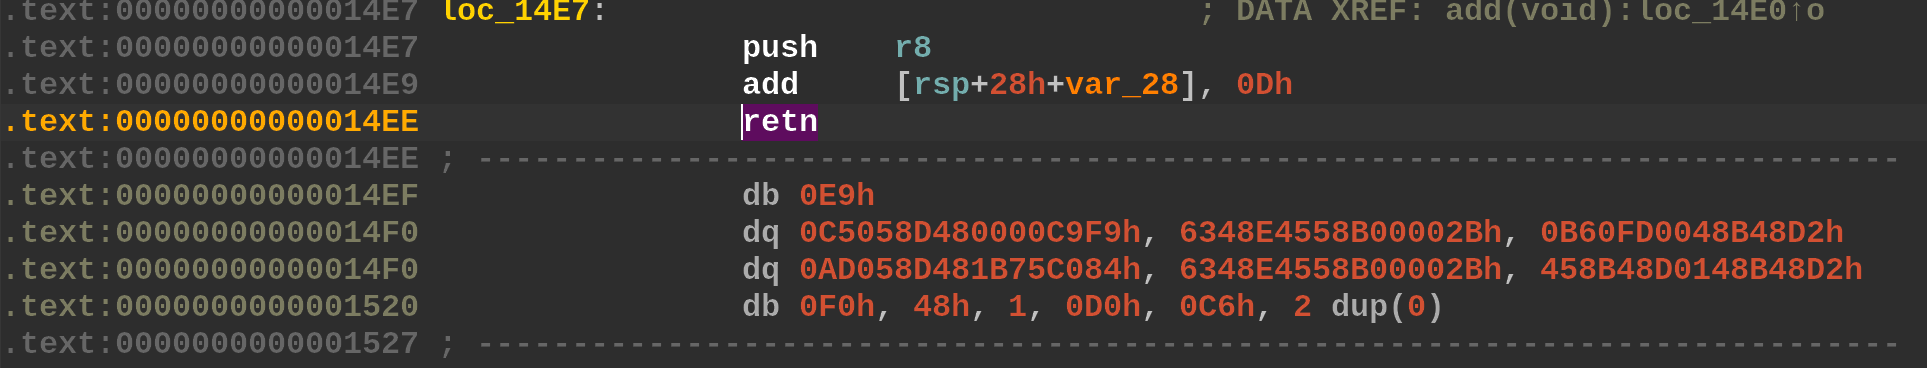 .text:00000000000014E7 loc_14E7: ; DATA XREF: add(void):loc_14E0↑o
.text:00000000000014E7 push r8
.text:00000000000014E9 add [rsp+28h+var_28], 0Dh
.text:00000000000014EE retn
.text:00000000000014EE ; ---------------------------------------------------------------------------
.text:00000000000014EF db 0E9h
.text:00000000000014F0 dq 0C5058D480000C9F9h, 6348E4558B00002Bh, 0B60FD0048B48D2h
.text:00000000000014F0 dq 0AD058D481B75C084h, 6348E4558B00002Bh, 458B48D0148B48D2h
.text:0000000000001520 db 0F0h, 48h, 1, 0D0h, 0C6h, 2 dup(0)
.text:0000000000001527 ; ---------------------------------------------------------------------------